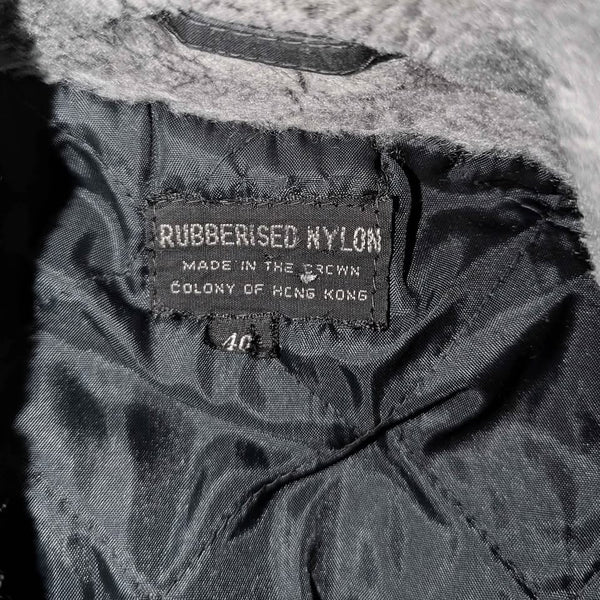 RUBBERISED NYLON
MADE IN THE CROWN
COLONY OF HONG KONG
40